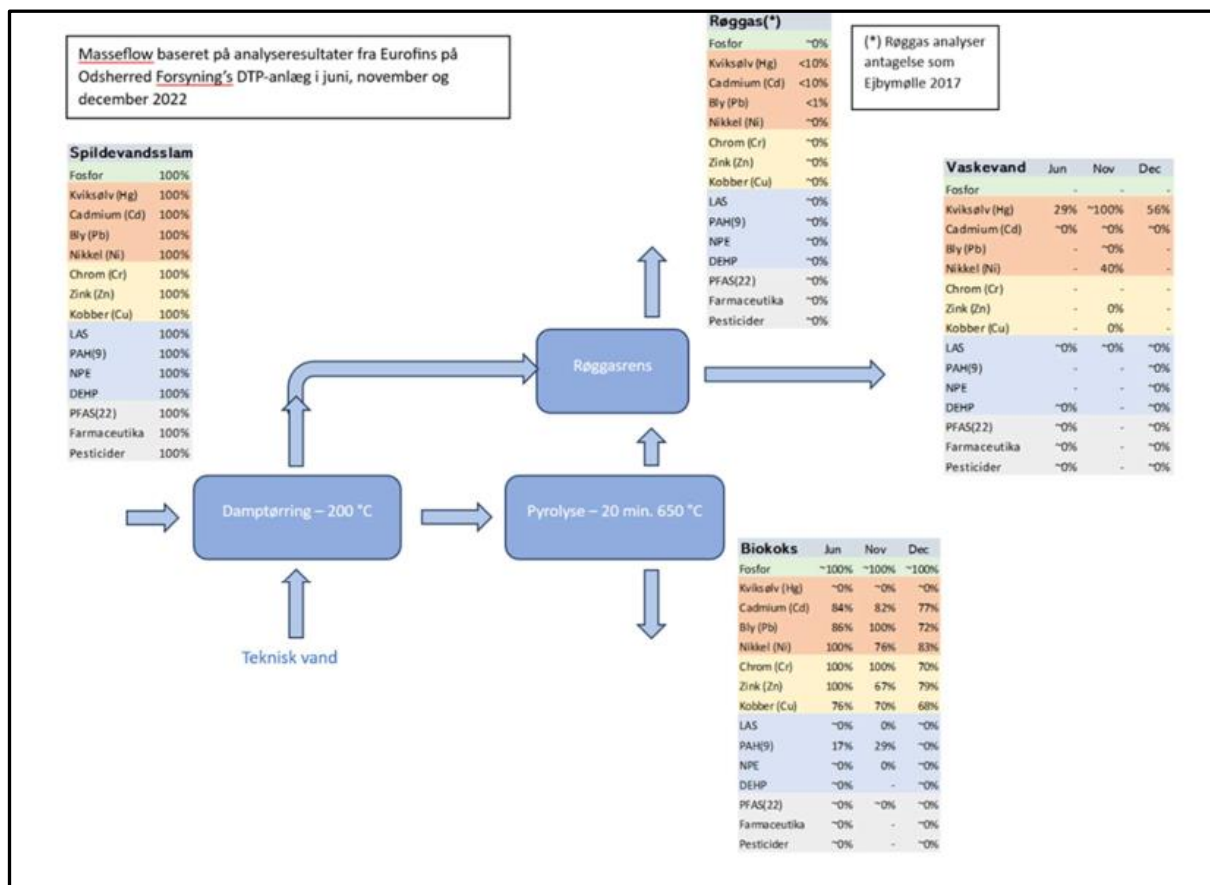 Masseflow baseret på analyseresultater fra Eurofins på
Odsherred Forsyning's DTP-anlæg i juni, november og
december 2022
Røggas(*)
Fosfor ~0%
Kviksølv (Hg) <10%
Cadmium (Cd) <10%
Bly (Pb) <1%
Nikkel (Ni) ~0%
Chrom (Cr) ~0%
Zink (Zn) ~0%
Kobber (Cu) ~0%
LAS ~0%
PAH(9) ~0%
NPE ~0%
DEHP ~0%
PFAS(22) ~0%
Farmaceutika ~0%
Pesticider ~0%
(*) Røggas analyser
antagelse som
Ejbymølle 2017
Spildevandsslam
Fosfor 100%
Kviksølv (Hg) 100%
Cadmium (Cd) 100%
Bly (Pb) 100%
Nikkel (Ni) 100%
Chrom (Cr) 100%
Zink (Zn) 100%
Kobber (Cu) 100%
LAS 100%
PAH(9) 100%
NPE 100%
DEHP 100%
PFAS(22) 100%
Farmaceutika 100%
Pesticider 100%
Vaskevand Jun Nov Dec
Fosfor - - -
Kviksølv (Hg) 29% ~100% 56%
Cadmium (Cd) ~0% ~0% ~0%
Bly (Pb) - ~0% -
Nikkel (Ni) - 40% -
Chrom (Cr) - - -
Zink (Zn) - 0% -
Kobber (Cu) - 0% -
LAS ~0% ~0% ~0%
PAH(9) - - ~0%
NPE - - ~0%
DEHP ~0% - ~0%
PFAS(22) ~0% - ~0%
Farmaceutika ~0% - ~0%
Pesticider ~0% - ~0%
Røggasrens
Damptørring – 200 °C
Pyrolyse – 20 min. 650 °C
Teknisk vand
Biokoks Jun Nov Dec
Fosfor ~100% ~100% ~100%
Kviksølv (Hg) ~0% ~0% ~0%
Cadmium (Cd) 84% 82% 77%
Bly (Pb) 86% 100% 72%
Nikkel (Ni) 100% 76% 83%
Chrom (Cr) 100% 100% 70%
Zink (Zn) 100% 67% 79%
Kobber (Cu) 76% 70% 68%
LAS ~0% 0% ~0%
PAH(9) 17% 29% ~0%
NPE ~0% 0% ~0%
DEHP ~0% - ~0%
PFAS(22) ~0% ~0% ~0%
Farmaceutika ~0% - ~0%
Pesticider ~0% - ~0%